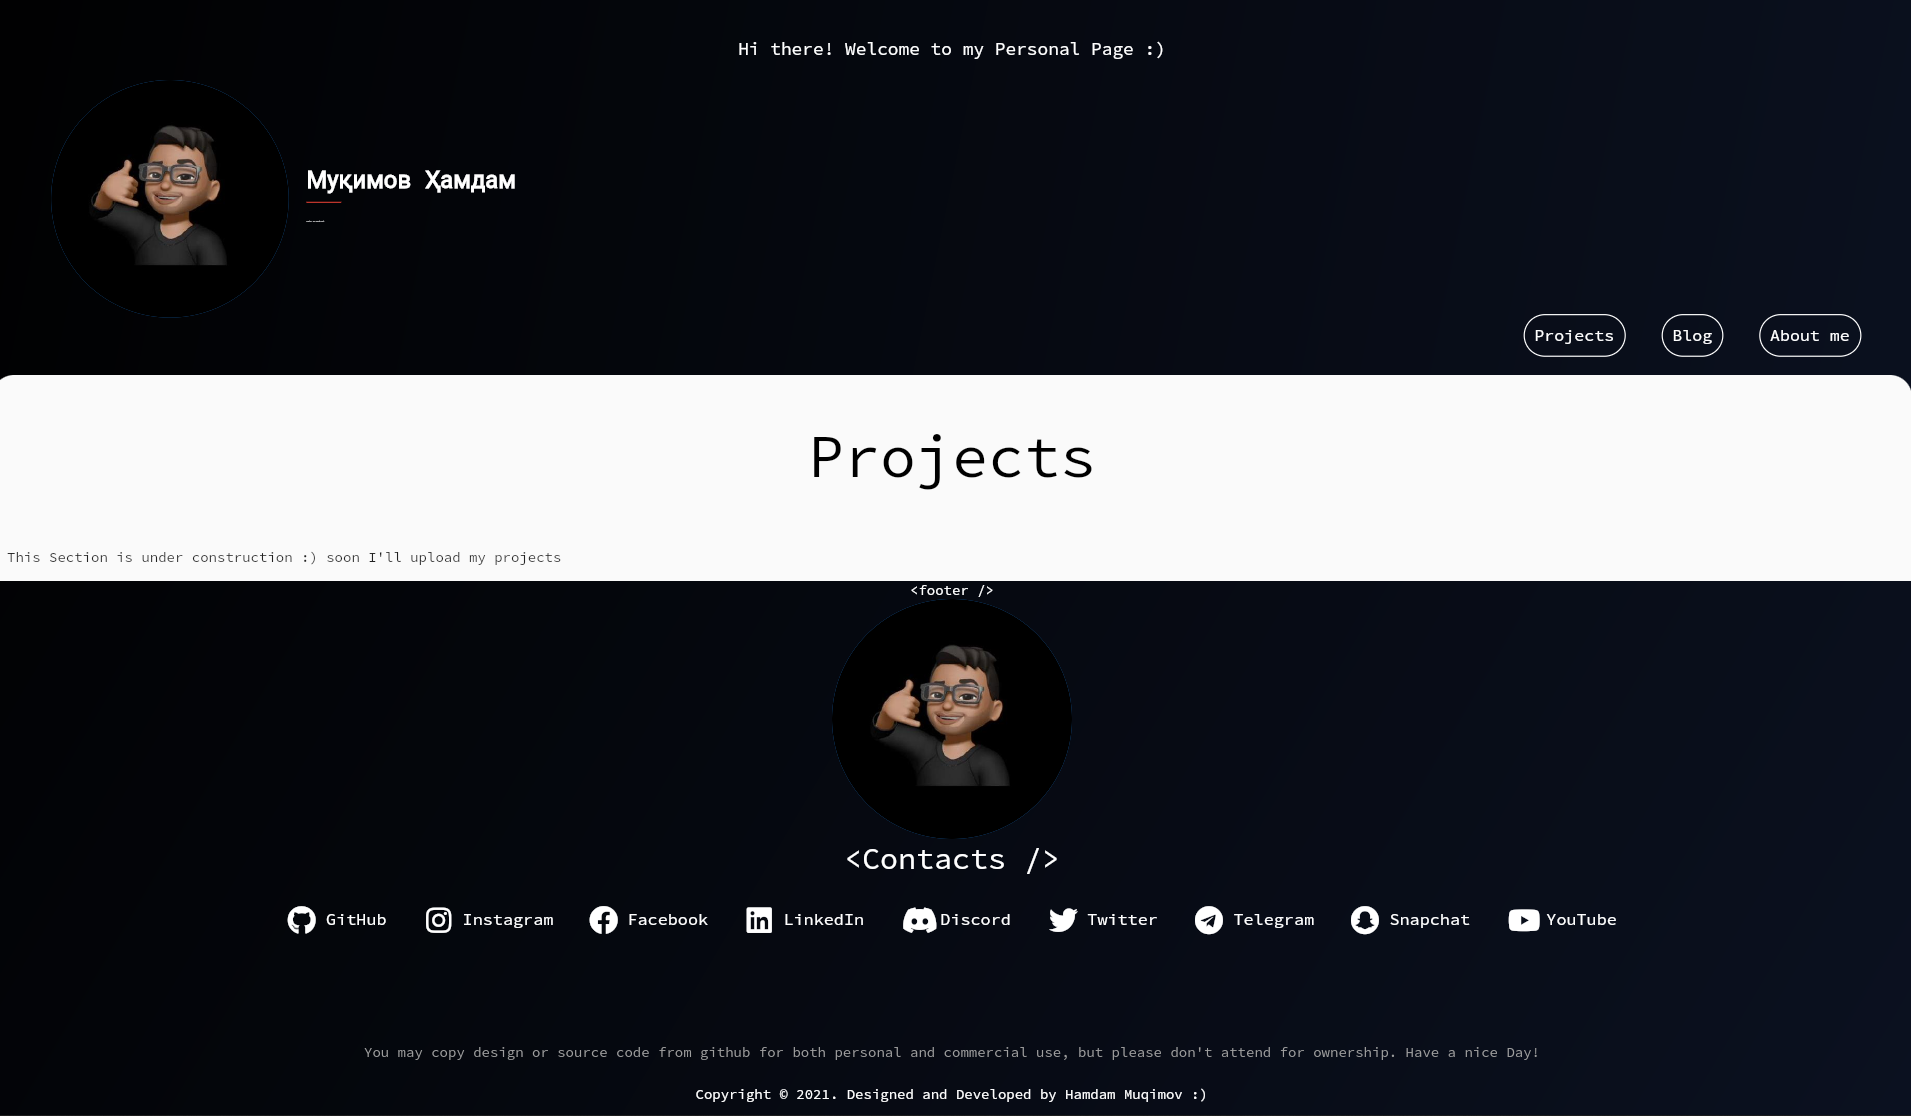 Hi there! Welcome to my Personal Page :)
Муқимов Ҳамдам
Projects
Blog
About me
Projects
This Section is under construction :) soon I'll upload my projects
<footer />
<Contacts />
GitHub
Instagram
Facebook
LinkedIn
Discord
Twitter
Telegram
Snapchat
YouTube
You may copy design or source code from github for both personal and commercial use, but please don't attend for ownership. Have a nice Day!
Copyright © 2021. Designed and Developed by Hamdam Muqimov :)